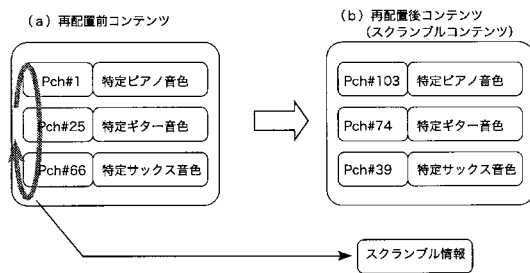 (a) 再配置前コンテンツ
Pch#1 特定ピアノ音色
Pch#25 特定ギター音色
Pch#66 特定サックス音色
(b) 再配置後コンテンツ
(スクランブルコンテンツ)
Pch#103 特定ピアノ音色
Pch#74 特定ギター音色
Pch#39 特定サックス音色
スクランブル情報